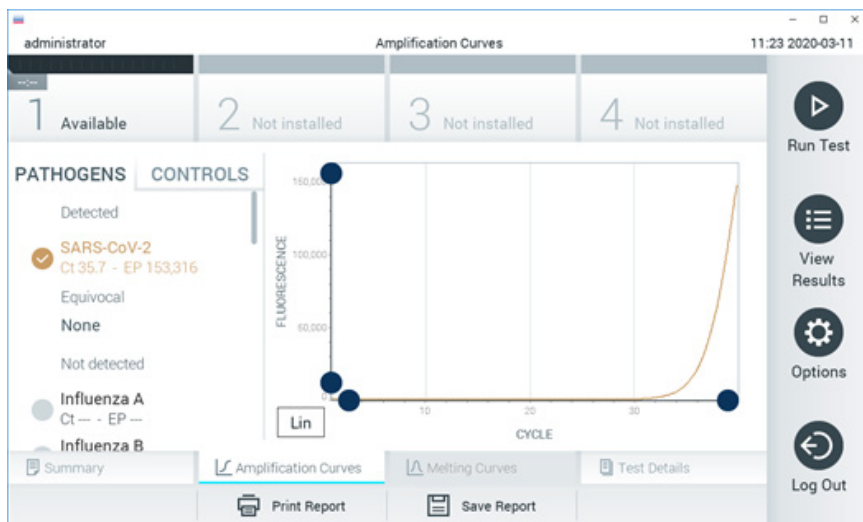 administrator
Amplification Curves
11:23 2020-03-11
--:--
1 Available
2 Not installed
3 Not installed
4 Not installed
Run Test
View
Results
Options
Log Out
PATHOGENS
CONTROLS
Detected
SARS-CoV-2
Ct 35.7 - EP 153,316
Equivocal
None
Not detected
Influenza A
Ct --- - EP ---
Influenza B
FLUORESCENCE
150,000
100,000
50,000
0
10
20
30
CYCLE
Lin
Summary
Amplification Curves
Melting Curves
Test Details
Print Report
Save Report